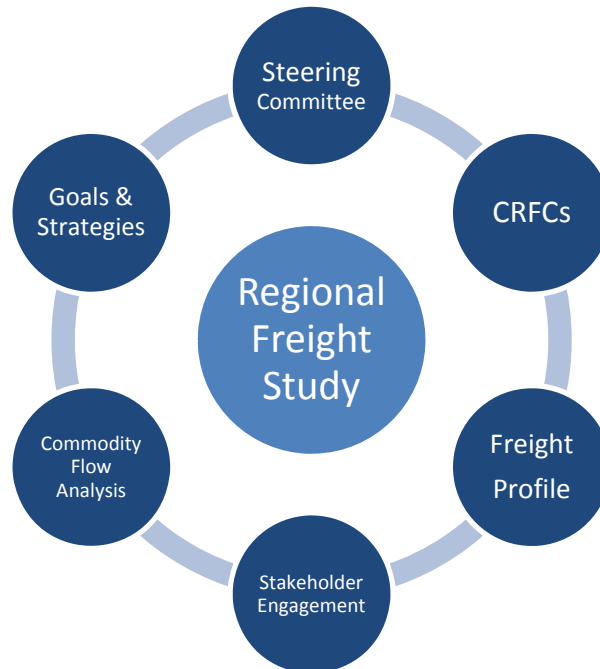 Steering
Committee
CRFCs
Freight
Profile
Stakeholder
Engagement
Commodity
Flow
Analysis
Goals &
Strategies
Regional
Freight
Study